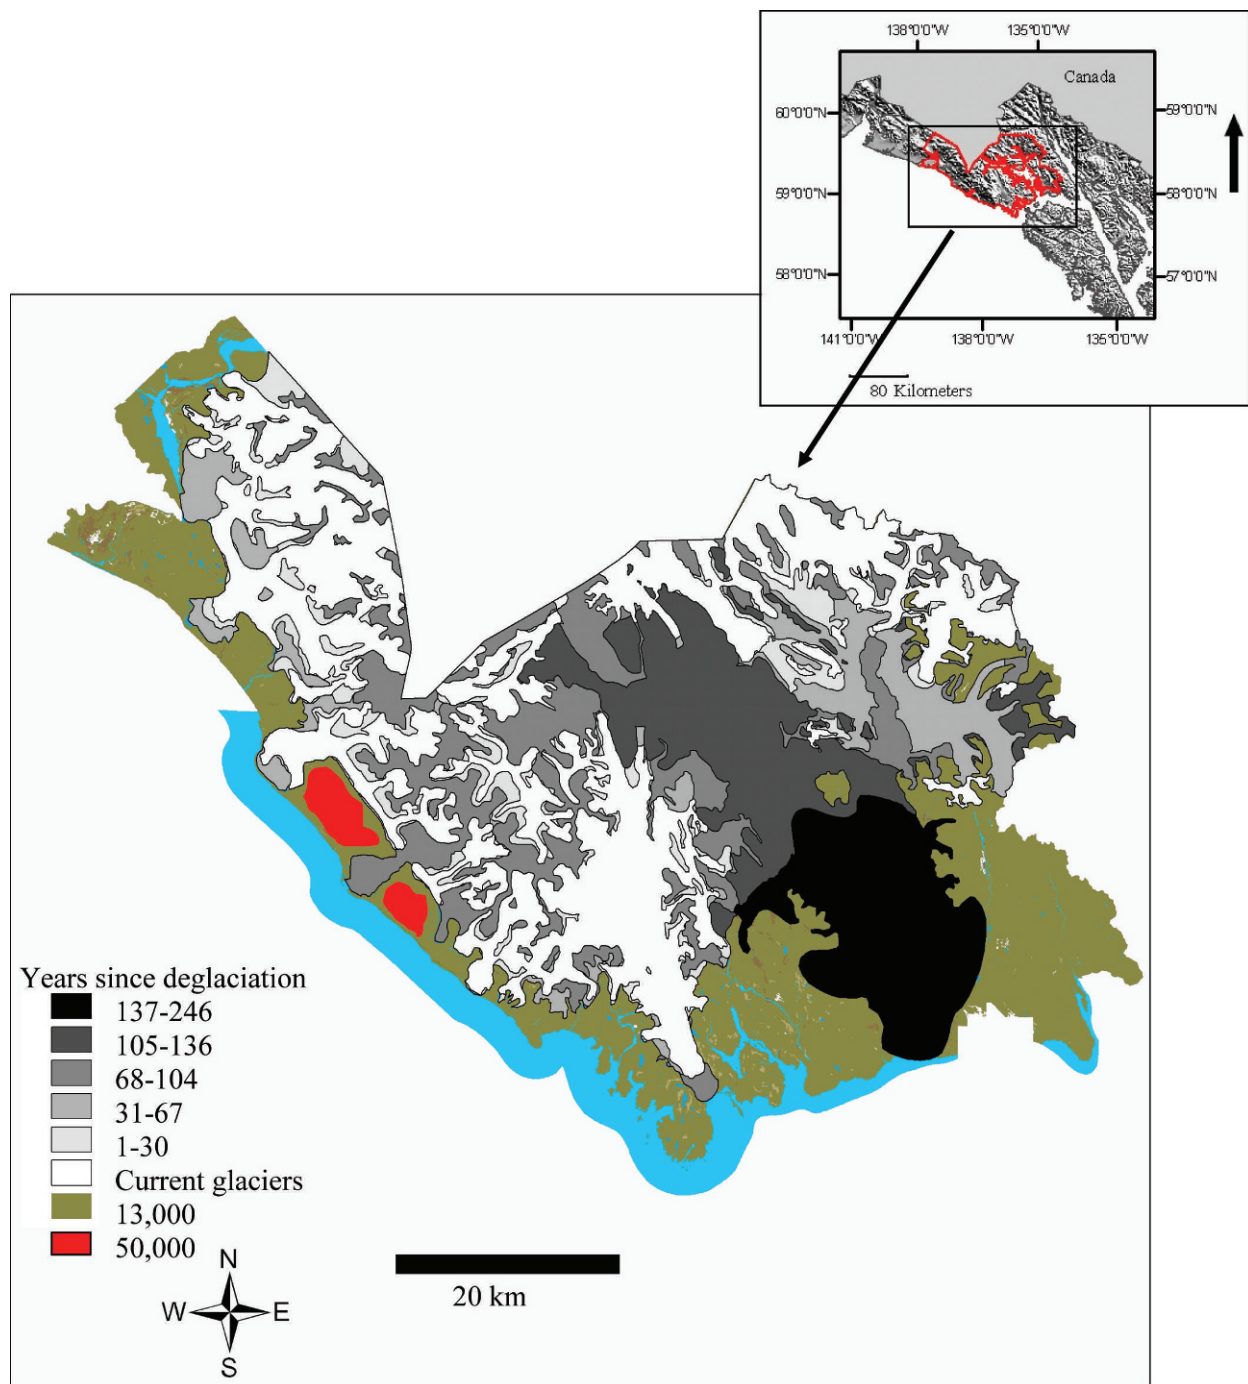 138°0'0"W 135°0'0"W
Canada
60°0'0"N 59°0'0"N
59°0'0"N 58°0'0"N
58°0'0"N 57°0'0"N
141°0'0"W 138°0'0"W 135°0'0"W
80 Kilometers
Years since deglaciation
137-246
105-136
68-104
31-67
1-30
Current glaciers
13,000
50,000
N
W E
S
20 km